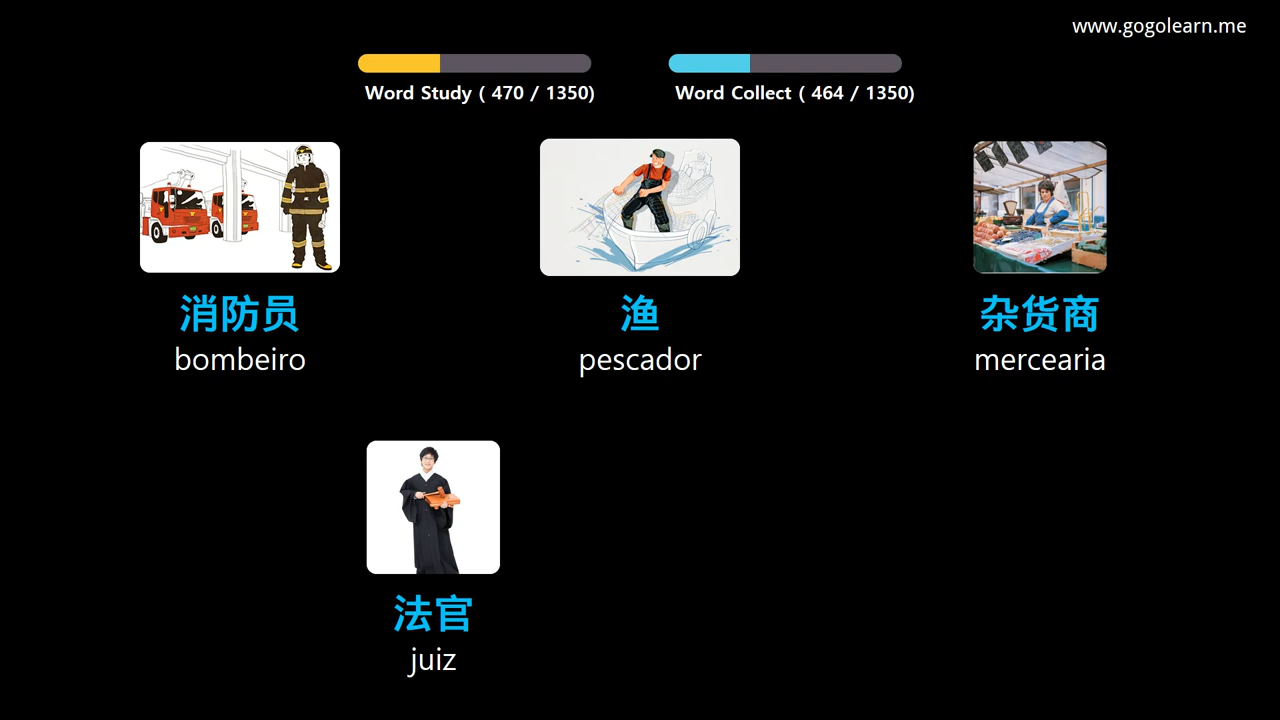 www.gogolearn.me
Word Study ( 470 / 1350)
Word Collect ( 464 / 1350)
消防员
bombeiro
渔
pescador
杂货商
mercearia
法官
juiz